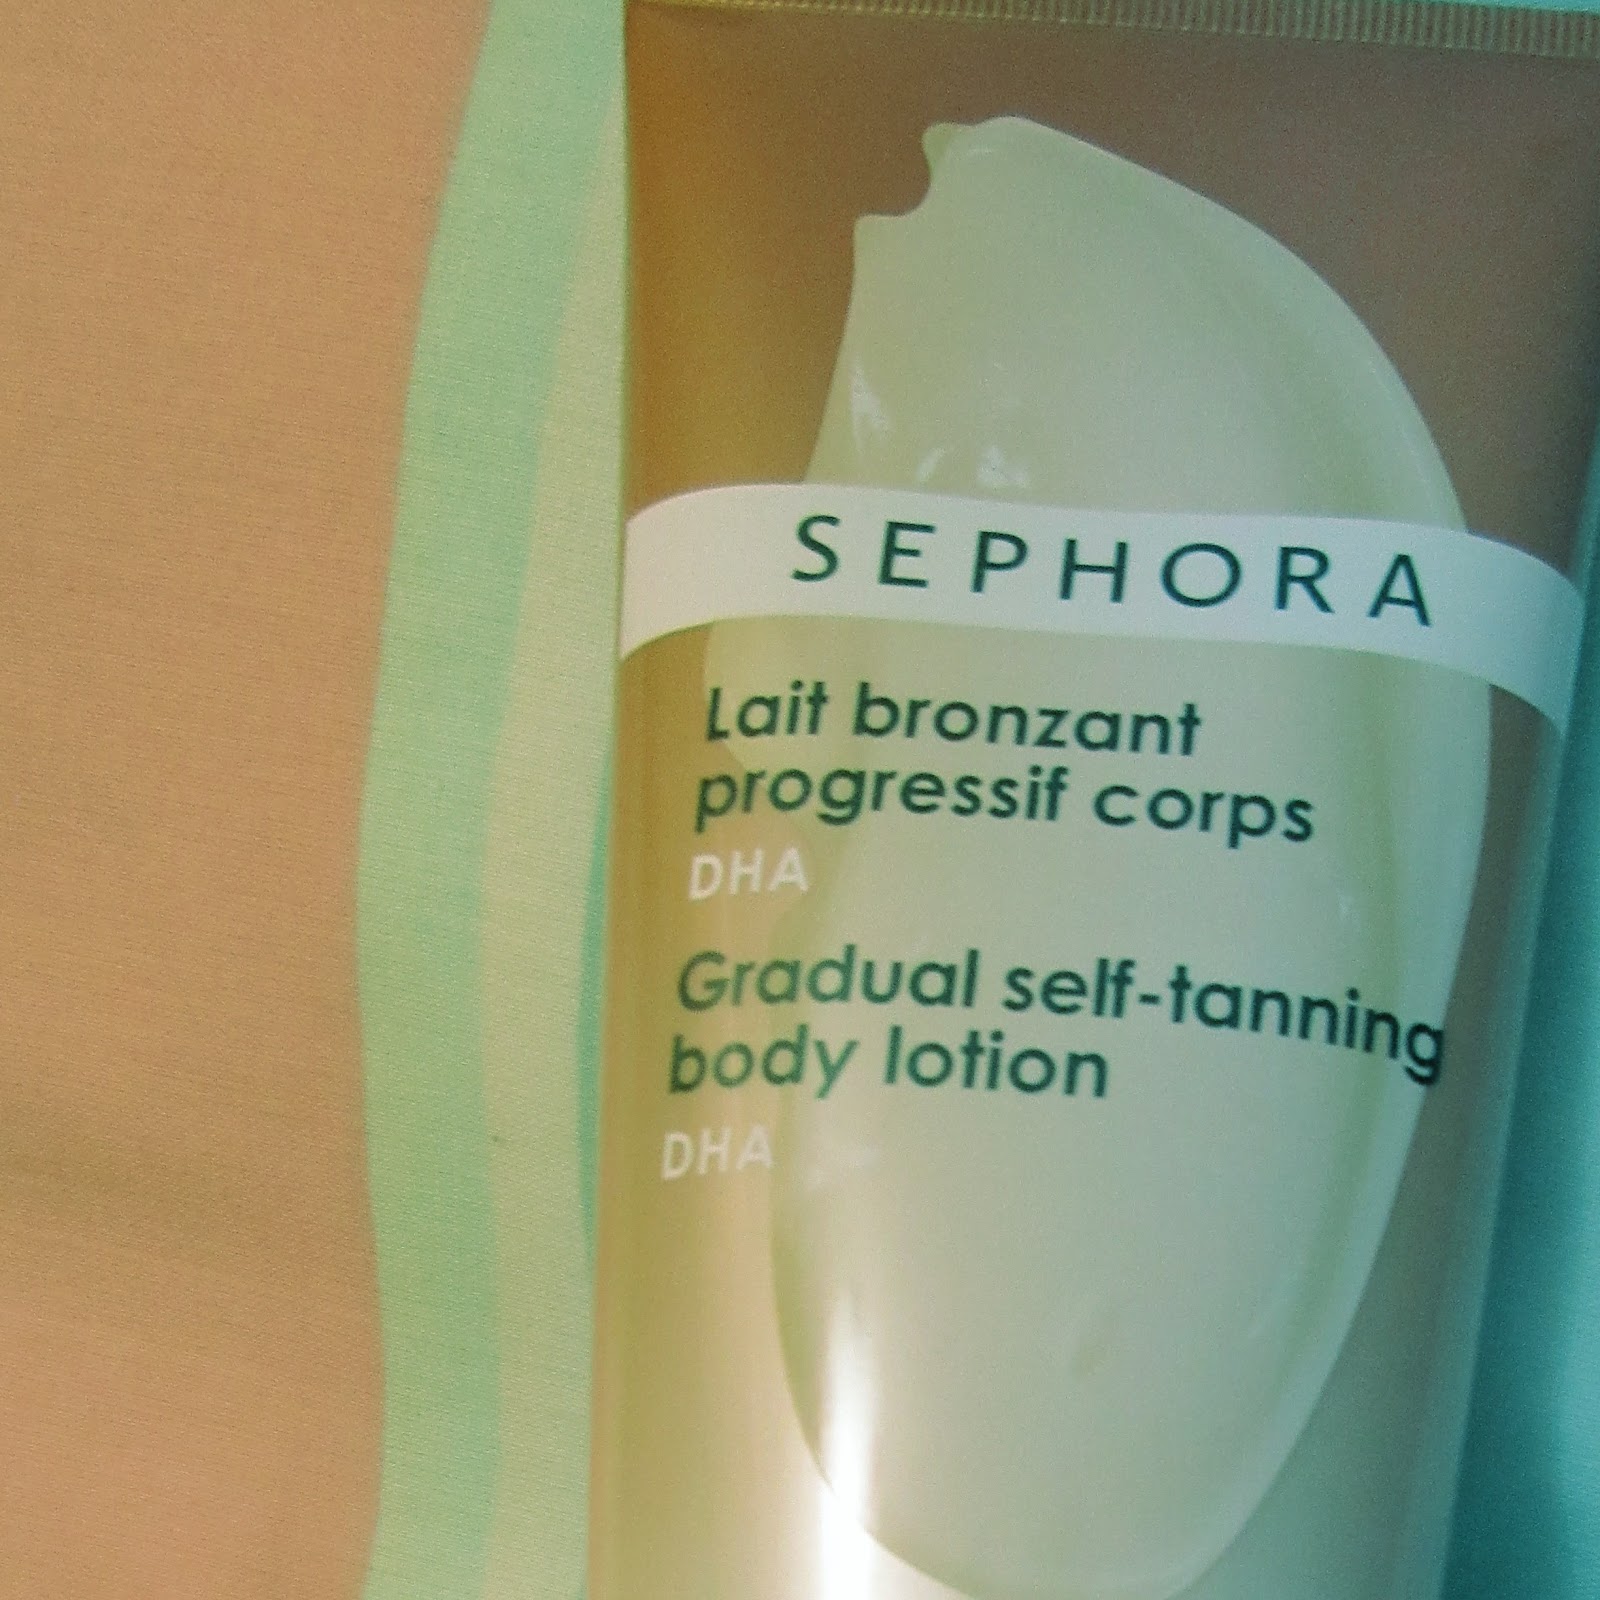 SEPHORA
Lait bronzant
progressif corps
DHA
Gradual self-tanning
body lotion
DHA